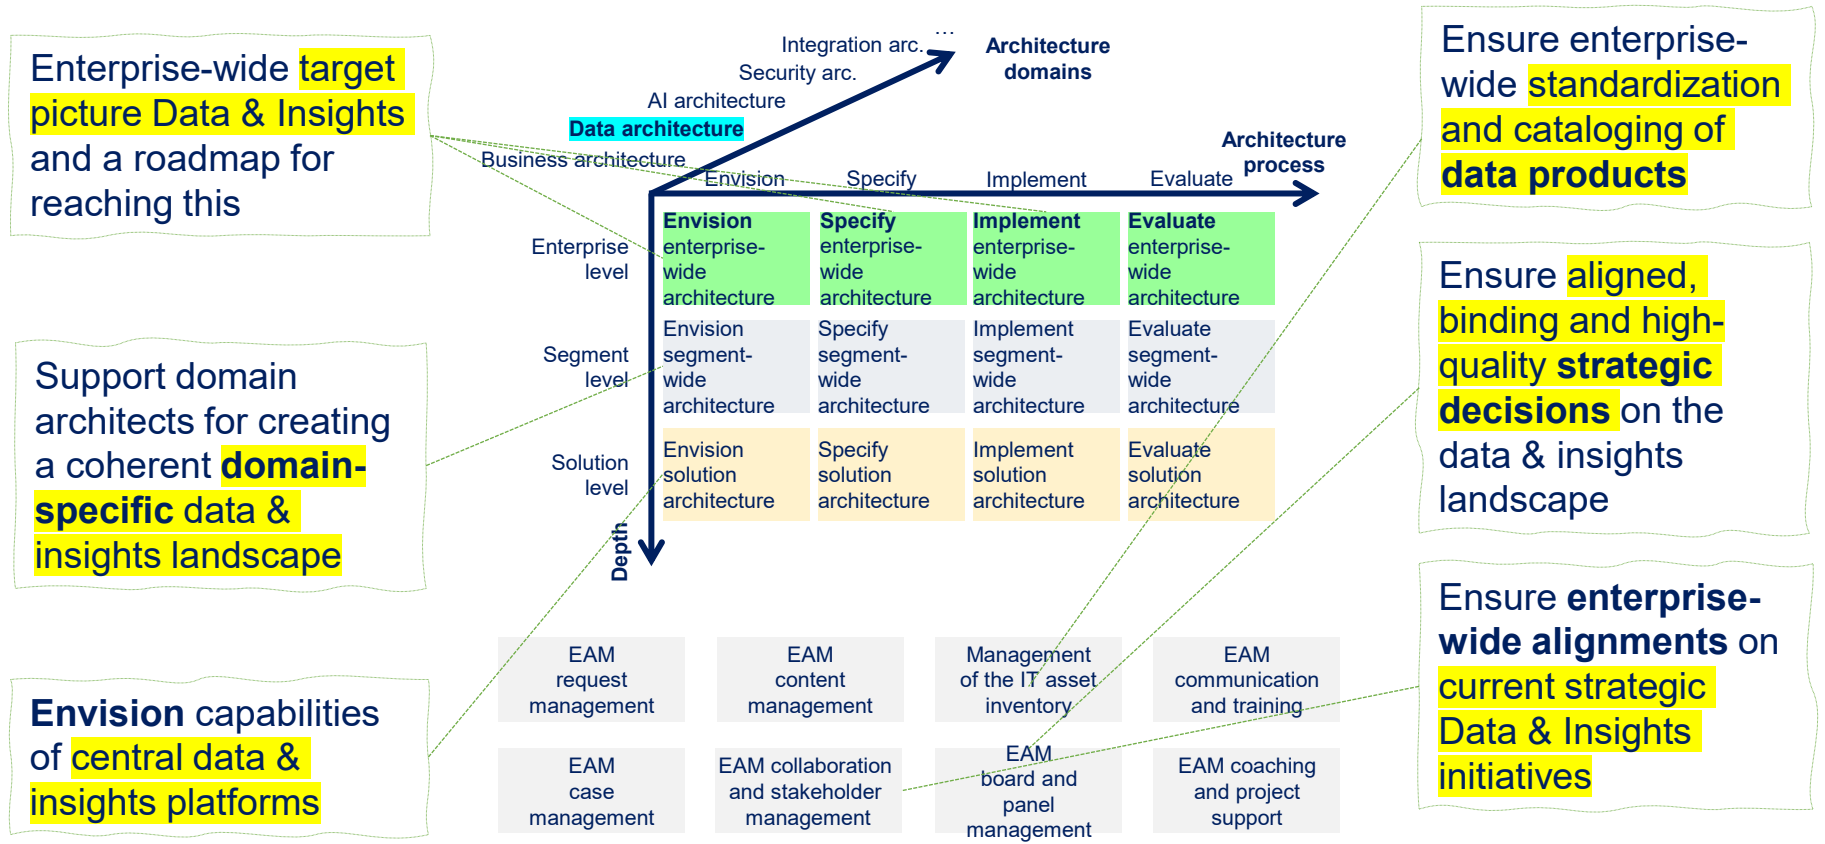 Enterprise-wide target
picture Data & Insights
and a roadmap for
reaching this
Support domain
architects for creating
a coherent domain-
specific data &
insights landscape
Envision capabilities
of central data &
insights platforms
…
Integration arc.
Security arc.
AI architecture
Data architecture
Business architecture
Architecture
domains
Architecture
process
Envision
Specify
Implement
Evaluate
Enterprise
level
Envision
enterprise-
wide
architecture
Specify
enterprise-
wide
architecture
Implement
enterprise-
wide
architecture
Evaluate
enterprise-
wide
architecture
Segment
level
Envision
segment-
wide
architecture
Specify
segment-
wide
architecture
Implement
segment-
wide
architecture
Evaluate
segment-
wide
architecture
Solution
level
Envision
solution
architecture
Specify
solution
architecture
Implement
solution
architecture
Evaluate
solution
architecture
Depth
EAM
request
management
EAM
content
management
Management
of the IT asset
inventory
EAM
communication
and training
EAM
case
management
EAM collaboration
and stakeholder
management
EAM
board and
panel
management
EAM coaching
and project
support
Ensure enterprise-
wide standardization
and cataloging of
data products
Ensure aligned,
binding and high-
quality strategic
decisions on the
data & insights
landscape
Ensure enterprise-
wide alignments on
current strategic
Data & Insights
initiatives